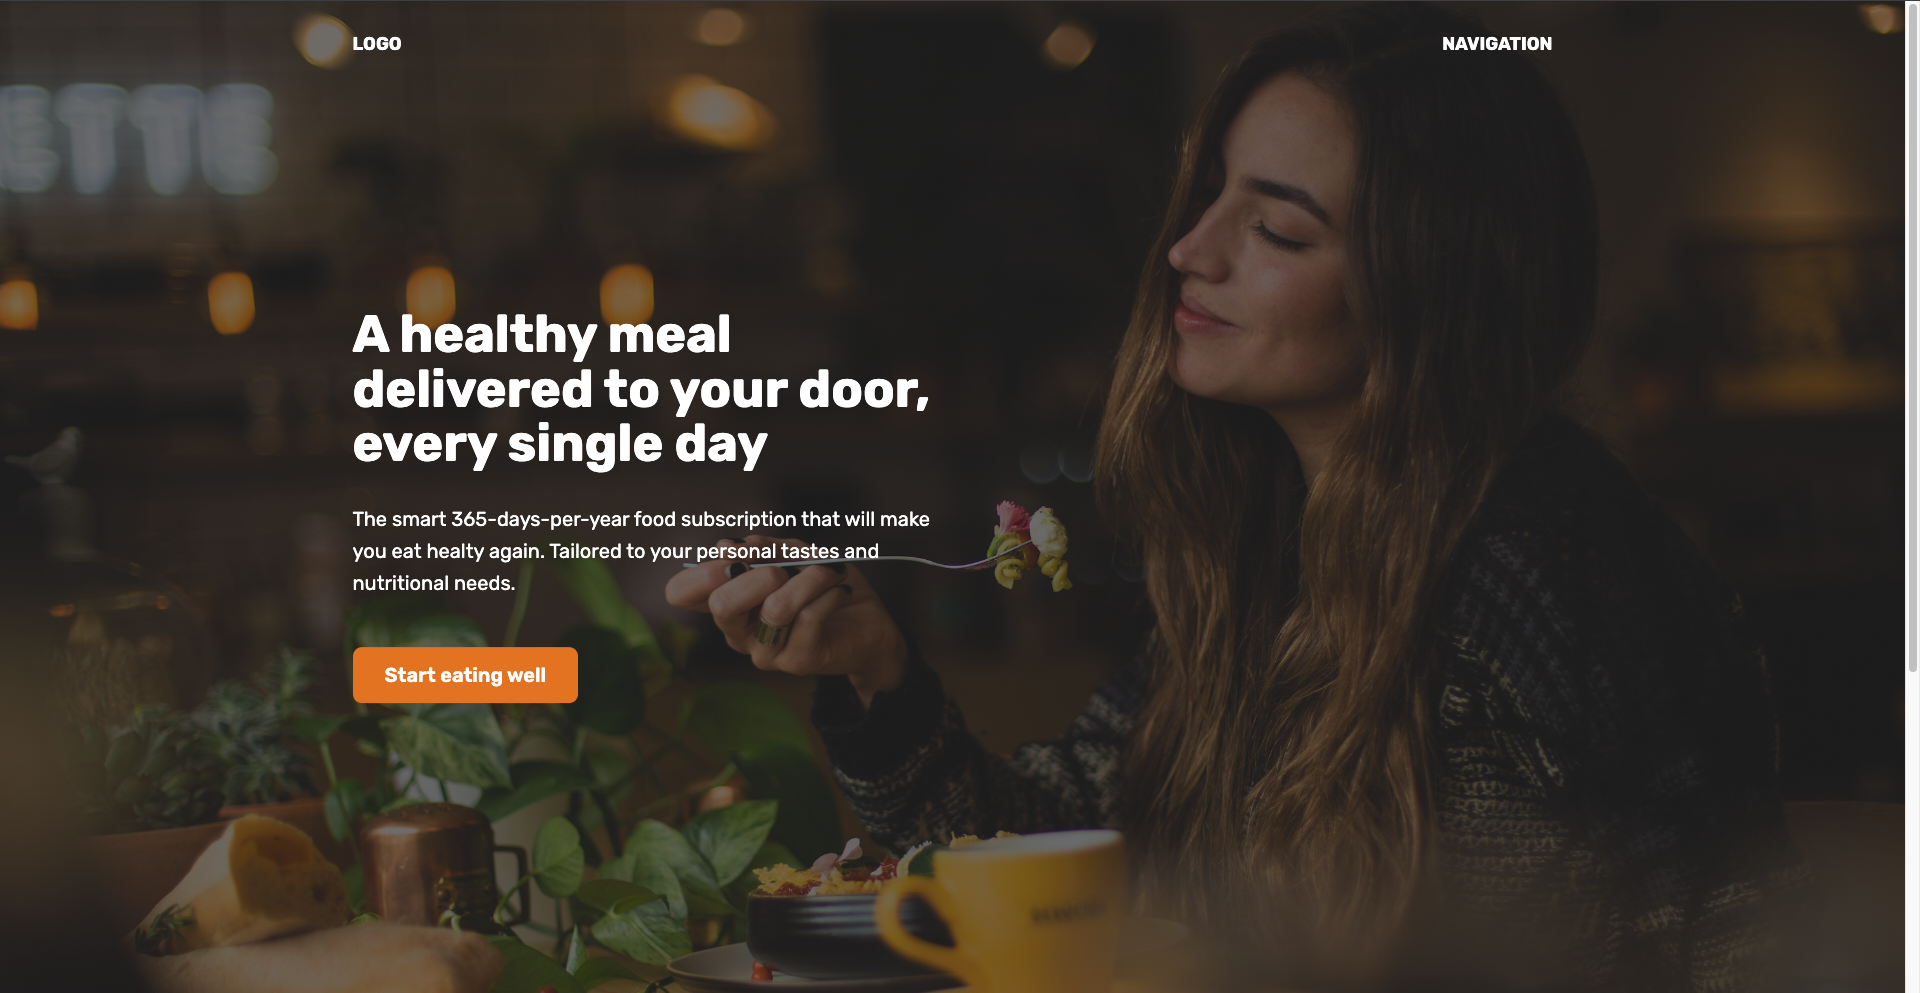 LOGO
NAVIGATION
ETTE
A healthy meal
delivered to your door,
every single day
The smart 365-days-per-year food subscription that will make
you eat healty again. Tailored to your personal tastes and
nutritional needs.
Start eating well